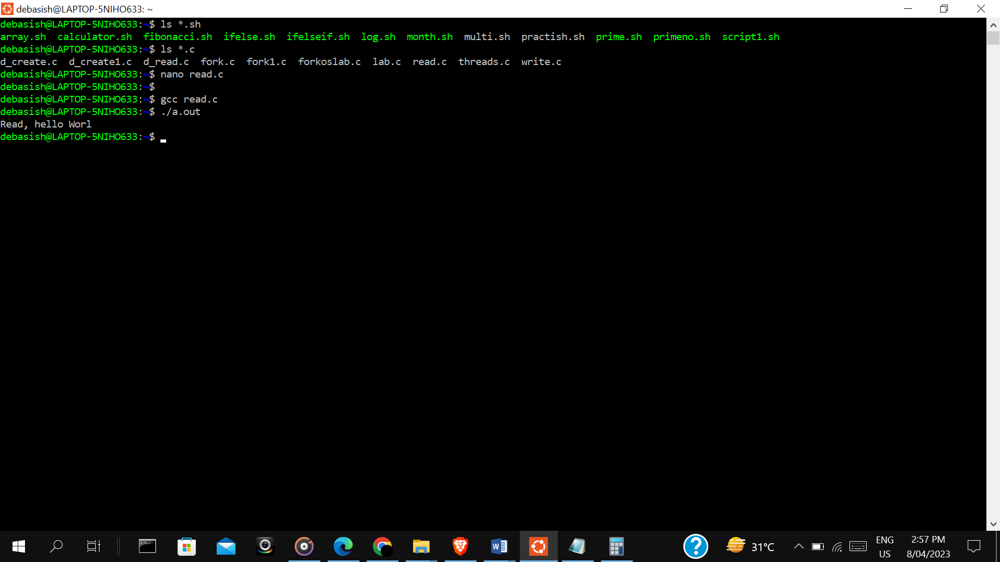 debasish@LAPTOP-5NIHO633: ~
debasish@LAPTOP-5NIHO633:~$ ls *.sh
array.sh calculator.sh fibonacci.sh ifelse.sh ifelseif.sh log.sh month.sh multi.sh practish.sh prime.sh primeno.sh script1.sh
debasish@LAPTOP-5NIHO633:~$ ls *.c
d_create.c d_create1.c d_read.c fork.c fork1.c forkoslab.c lab.c read.c threads.c write.c
debasish@LAPTOP-5NIHO633:~$ nano read.c
debasish@LAPTOP-5NIHO633:~$
debasish@LAPTOP-5NIHO633:~$ gcc read.c
debasish@LAPTOP-5NIHO633:~$ ./a.out
Read, hello Worl
debasish@LAPTOP-5NIHO633:~$
31°C
ENG
US
2:57 PM
8/04/2023